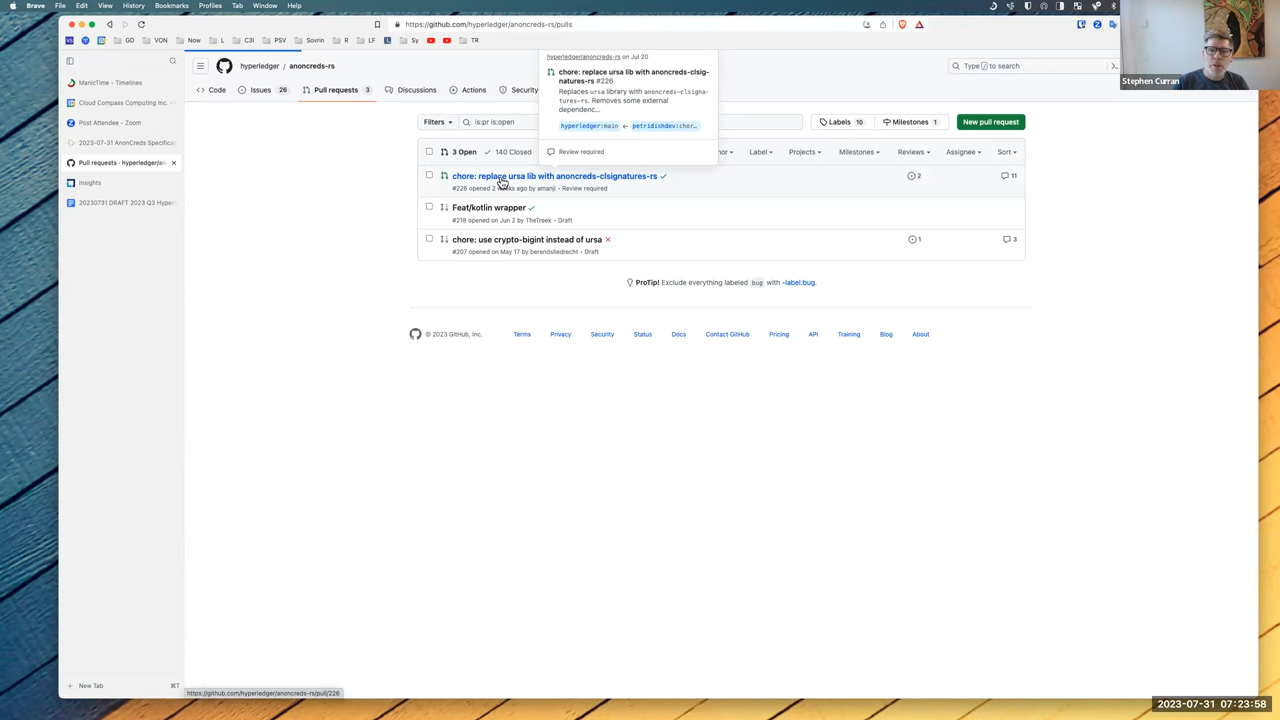 Brave File Edit View History Bookmarks Profiles Tab Window Help
https://github.com/hyperledger/anoncreds-rs/pulls
GD VON Now L C3I PSV Sovrin R LF Sy TR
hyperledger / anoncreds-rs
Type / to search
Code Issues 26 Pull requests 3 Discussions Actions Security
ManicTime - Timelines
Cloud Compass Computing Inc. -
Post Attendee - Zoom
2023-07-31 AnonCreds Specificat
Pull requests · hyperledger/an
Insights
20230731 DRAFT 2023 Q3 Hyperl
New Tab ⌘T
hyperledger/anoncreds-rs on Jul 20
chore: replace ursa lib with anoncreds-clsig-
natures-rs #226
Replaces ursa library with anoncreds-clsigna-
tures-rs. Removes some external
dependenc...
hyperledger:main ← petridishdev:chor...
Review required
Filters is:pr is:open
Labels 10 Milestones 1 New pull request
3 Open 140 Closed
Label Projects Milestones Reviews Assignee Sort
chore: replace ursa lib with anoncreds-clsignatures-rs
2 11
#226 opened 2 weeks ago by amanji • Review required
Feat/kotlin wrapper
#218 opened on Jun 2 by TheTreek • Draft
chore: use crypto-bigint instead of ursa
1 3
#207 opened on May 17 by berendsliedrecht • Draft
ProTip! Exclude everything labeled bug with -label:bug.
© 2023 GitHub, Inc. Terms Privacy Security Status Docs Contact GitHub Pricing API Training Blog About
https://github.com/hyperledger/anoncreds-rs/pull/226
Stephen Curran
2023-07-31 07:23:58